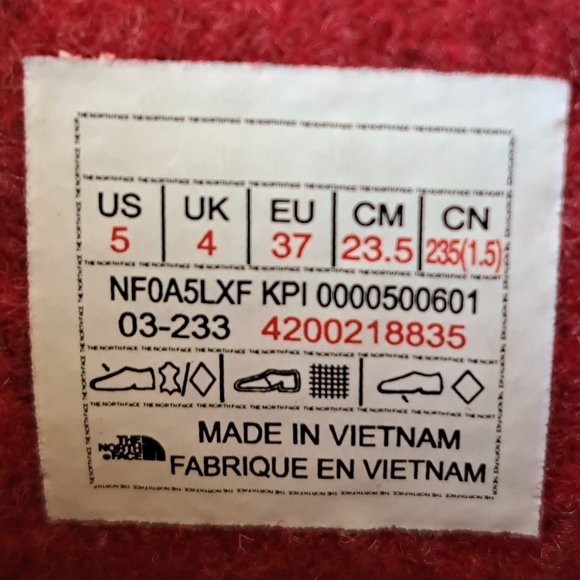 US UK EU CM CN
5 4 37 23.5 235(1.5)
NF0A5LXF KPI 0000500601
03-233 4200218835
THE NORTH FACE
MADE IN VIETNAM
FABRIQUE EN VIETNAM